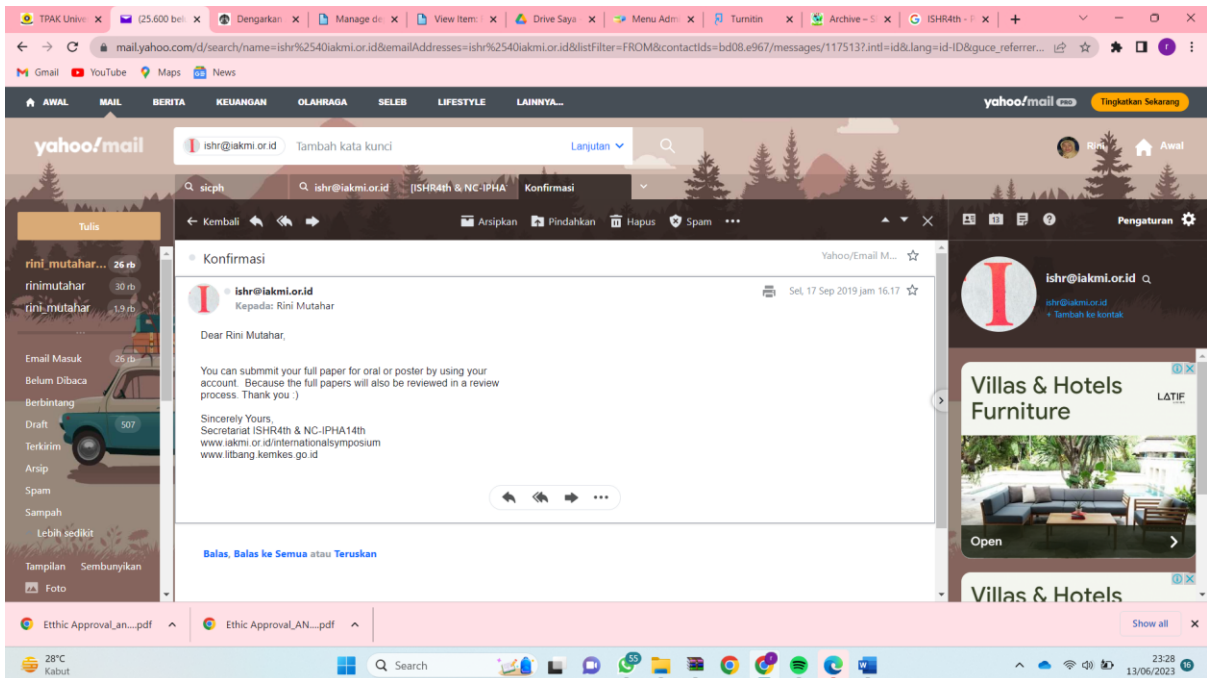 TPAK Unive
(25.600 bel
Dengarkan
Manage do
View Item:
Drive Saya
Menu Adm
Turnitin
Archive – S
ISHR4th - P
mail.yahoo.com/d/search/name=ishr%2540iakmi.or.id&emailAddresses=ishr%2540iakmi.or.id&listFilter=FROM&contactIds=bd08.e967/messages/117513?.intl=id&.lang=id-ID&guce_referrer...
Gmail YouTube Maps News
AWAL MAIL BERITA KEUANGAN OLAHRAGA SELEB LIFESTYLE LAINNYA...
yahoo!mail PRO Tingkatkan Sekarang
yahoo!mail
ishr@iakmi.or.id Tambah kata kunci Lanjutan
Rini Awal
sicph ishr@iakmi.or.id [ISHR4th & NC-IPHA Konfirmasi
Tulis
Kembali Arsipkan Pindahkan Hapus Spam ...
13 Pengaturan
rini_mutahar... 26 rb
rinimutahar 30 rb
rini_mutahar 1.9 rb
Email Masuk 26 rb
Belum Dibaca
Berbintang
Draft 507
Terkirim
Arsip
Spam
Sampah
Lebih sedikit
Tampilan Sembunyikan
Foto
Konfirmasi Yahoo/Email M...
ishr@iakmi.or.id Sel, 17 Sep 2019 jam 16.17
Kepada: Rini Mutahar
Dear Rini Mutahar,
You can submmit your full paper for oral or poster by using your
account. Because the full papers will also be reviewed in a review
process. Thank you :)
Sincerely Yours,
Secretariat ISHR4th & NC-IPHA14th
www.iakmi.or.id/internationalsymposium
www.litbang.kemkes.go.id
Balas, Balas ke Semua atau Teruskan
ishr@iakmi.or.id
ishr@iakmi.or.id
+ Tambah ke kontak
Villas & Hotels
Furniture
LATIF
Open
Villas & Hotels
Etthic Approval_an....pdf
Ethic Approval_AN....pdf
Show all
28°C
Kabut
Search
55
23:28
13/06/2023
16